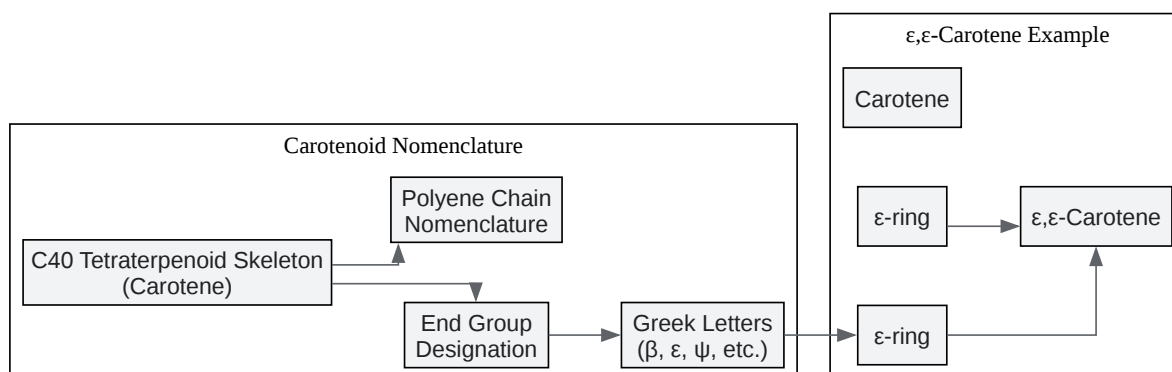 ε,ε-Carotene Example
Carotene
Carotenoid Nomenclature
Polyene Chain
Nomenclature
ε-ring
ε,ε-Carotene
C40 Tetraterpenoid Skeleton
(Carotene)
End Group
Designation
Greek Letters
(β, ε, ψ, etc.)
ε-ring